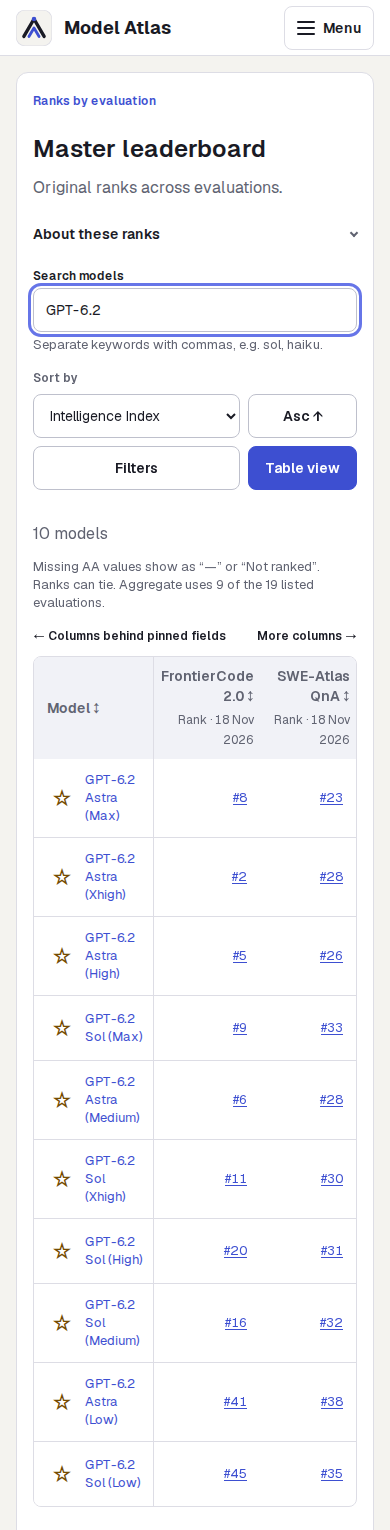 Model Atlas
Menu
Ranks by evaluation
Master leaderboard
Original ranks across evaluations.
About these ranks
Search models
GPT-6.2
Separate keywords with commas, e.g. sol, haiku.
Sort by
Intelligence Index
Asc ↑
Filters
Table view
10 models
Missing AA values show as “—” or “Not ranked”.
Ranks can tie. Aggregate uses 9 of the 19 listed
evaluations.
← Columns behind pinned fields
More columns →
Model ↕
FrontierCode
2.0 ↕
Rank · 18 Nov
2026
SWE-Atlas
QnA ↕
Rank · 18 Nov
2026
GPT-6.2
Astra
(Max)
#8
#23
GPT-6.2
Astra
(Xhigh)
#2
#28
GPT-6.2
Astra
(High)
#5
#26
GPT-6.2
Sol (Max)
#9
#33
GPT-6.2
Astra
(Medium)
#6
#28
GPT-6.2
Sol
(Xhigh)
#11
#30
GPT-6.2
Sol (High)
#20
#31
GPT-6.2
Sol
(Medium)
#16
#32
GPT-6.2
Astra
(Low)
#41
#38
GPT-6.2
Sol (Low)
#45
#35